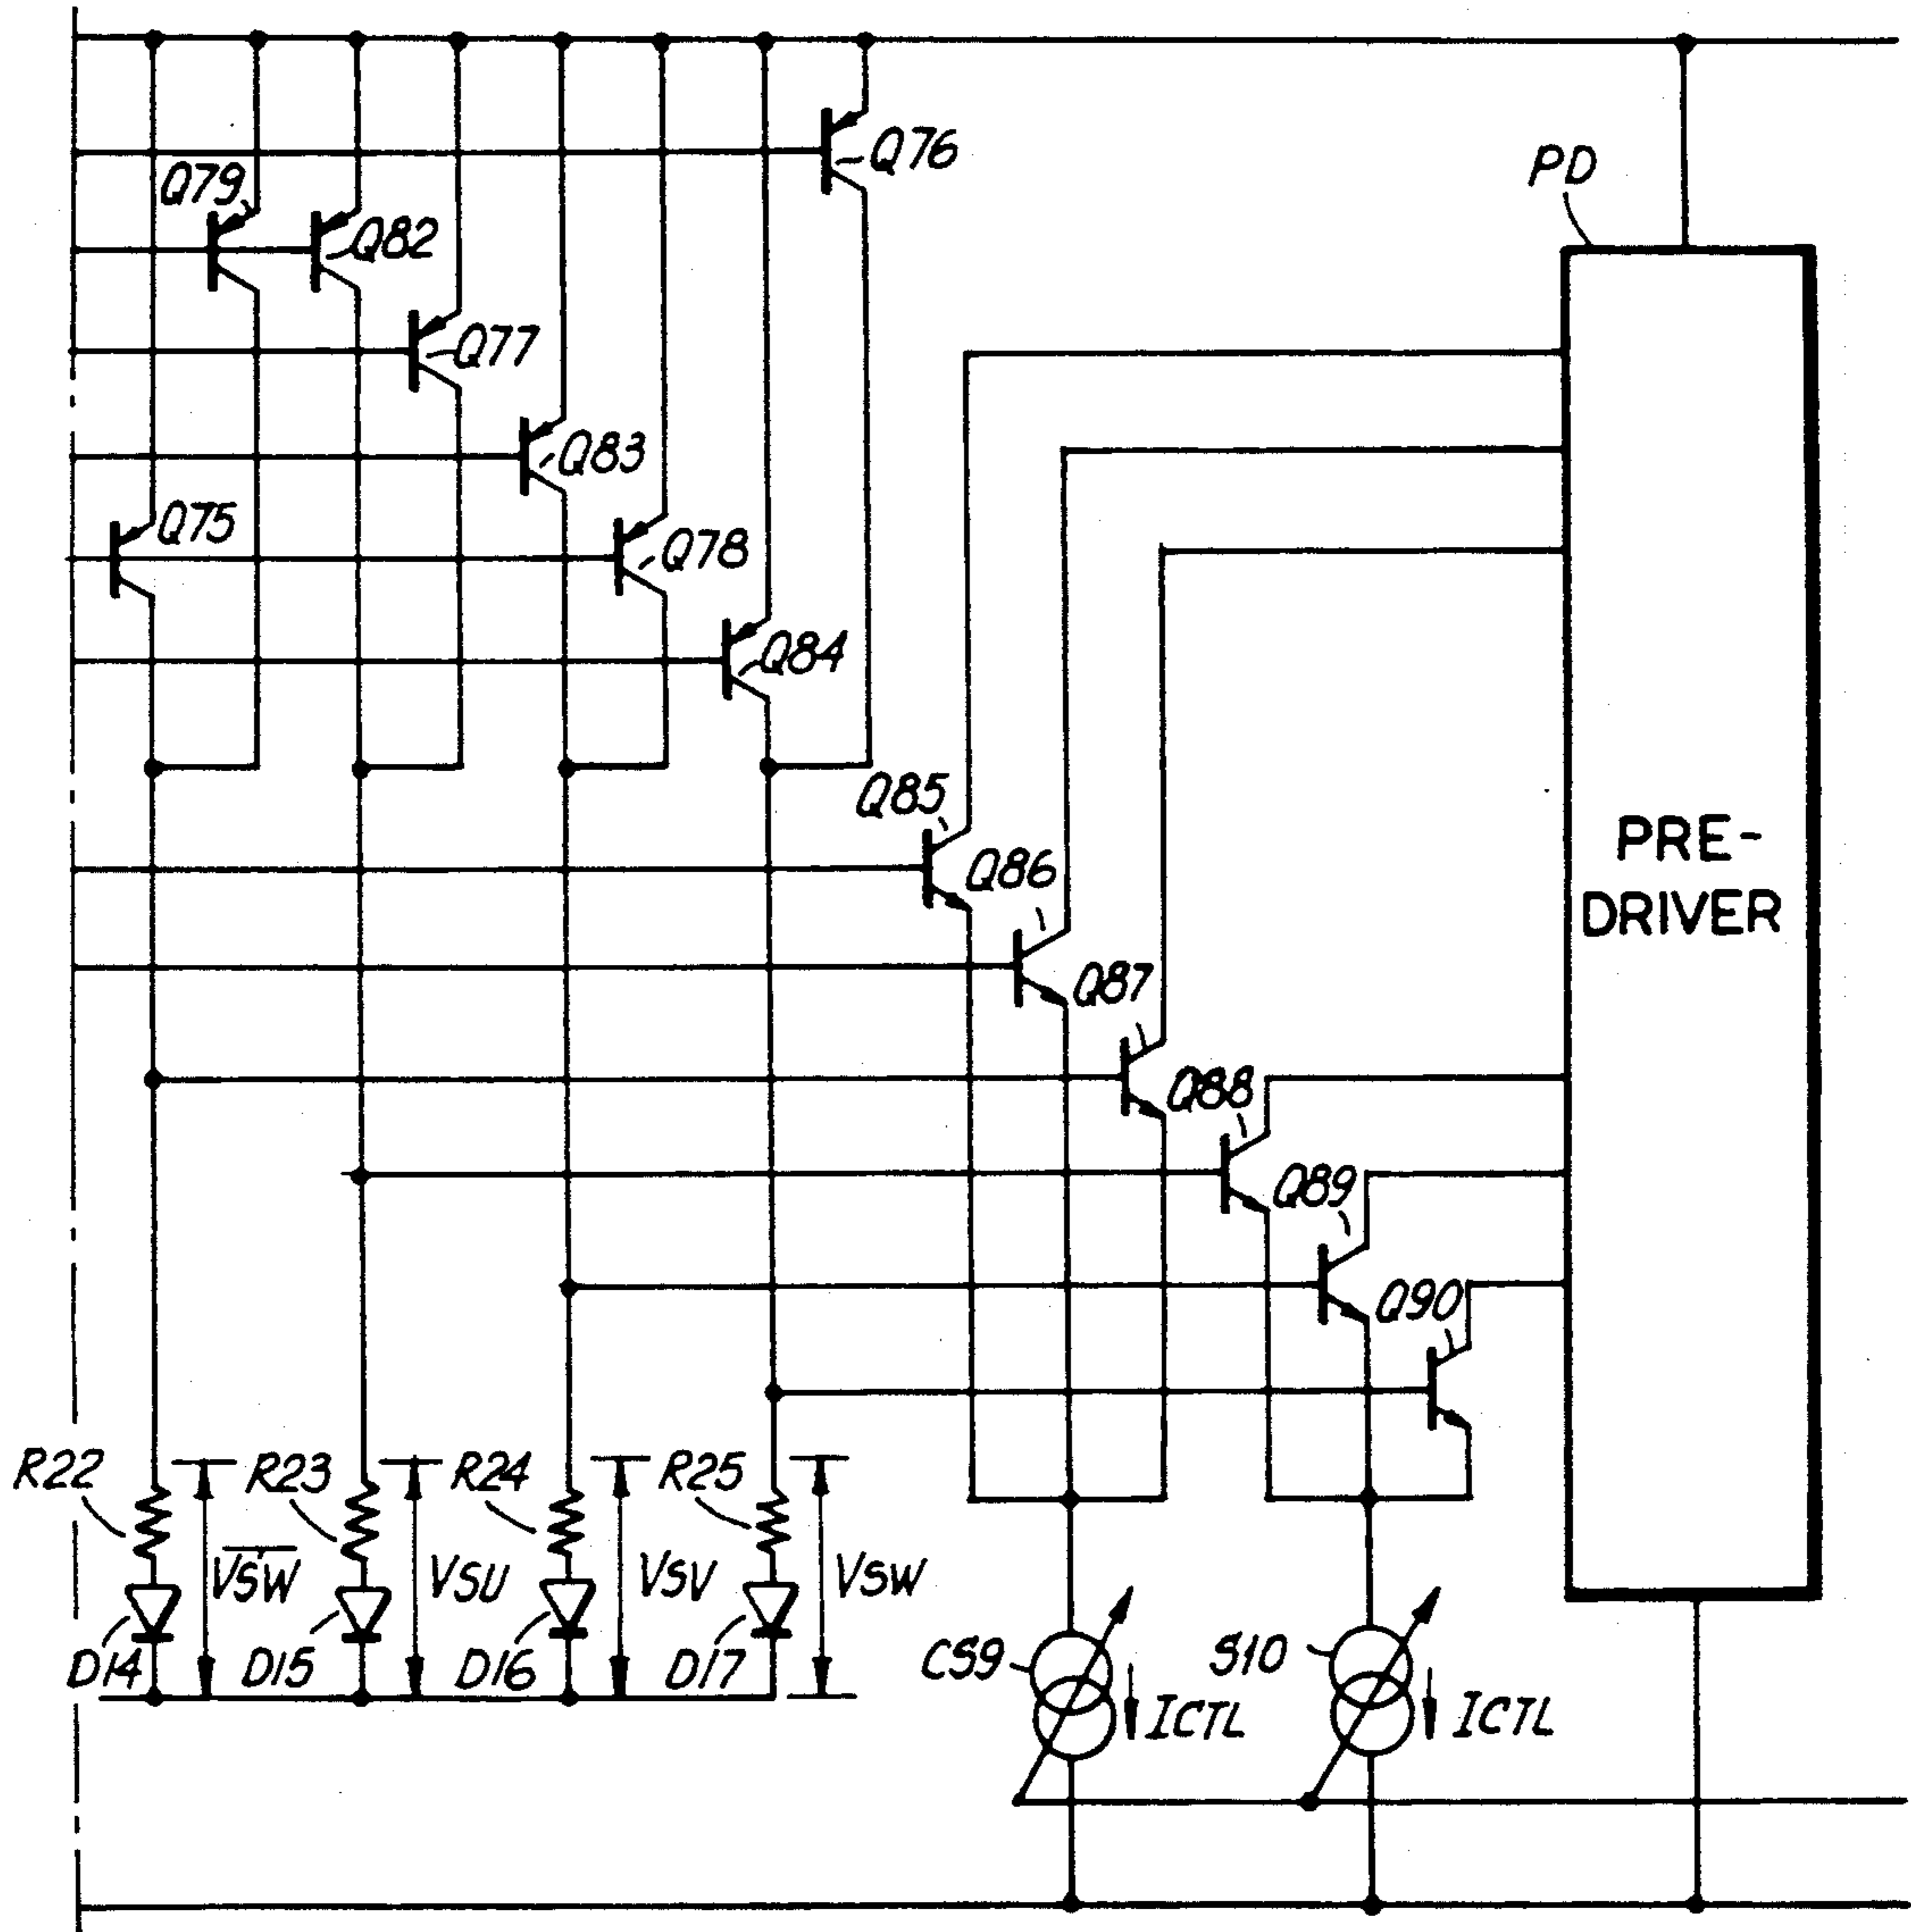 Q76
PD
Q79
Q82
Q77
Q83
Q75
Q78
Q84
Q85
PRE-
DRIVER
Q86
Q87
Q88
Q89
Q90
R22
R23
R24
R25
V̅S̅W̅
VSU
VSV
VSW
D14
D15
D16
D17
CS9
S10
ICTL
ICTL